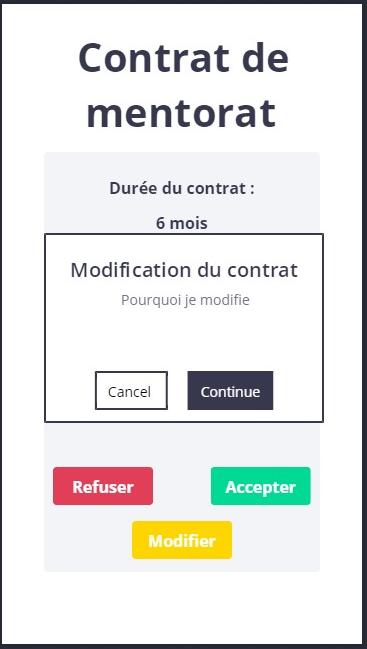 Contrat de
mentorat
Durée du contrat :
6 mois
Modification du contrat
Pourquoi je modifie
Cancel
Continue
Refuser
Accepter
Modifier